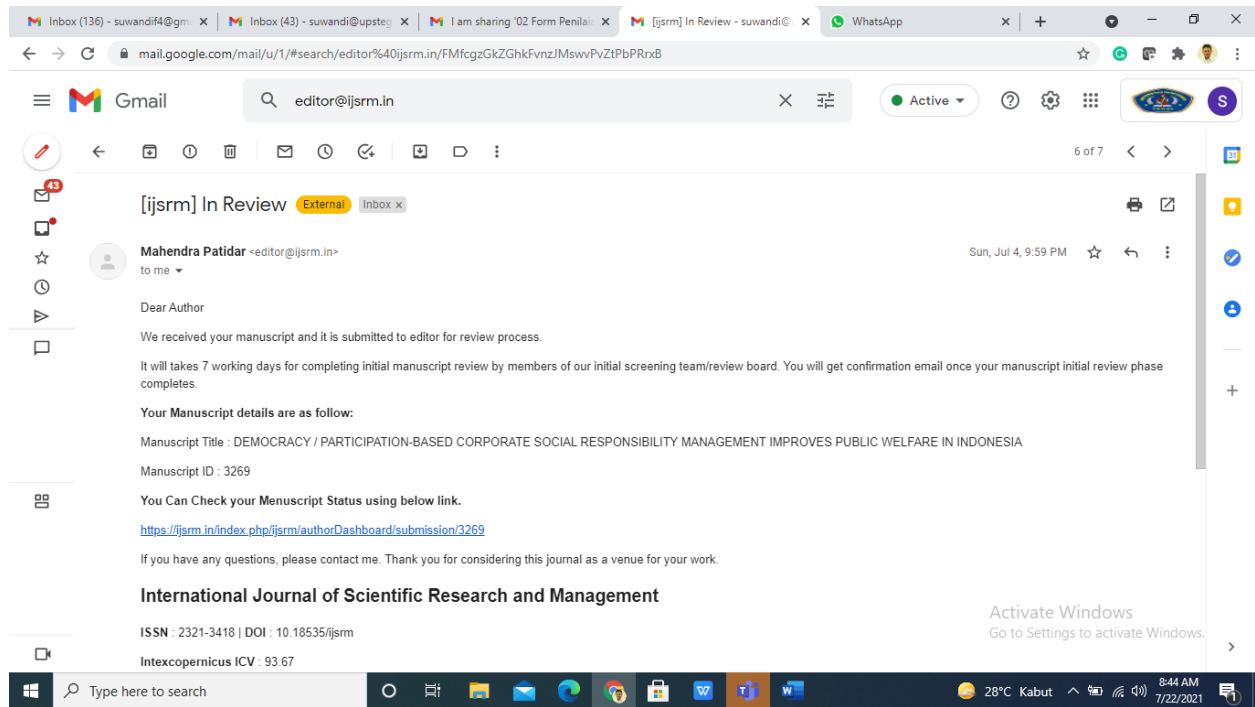 Inbox (136) - suwandif4@gm
Inbox (43) - suwandi@upsteg
I am sharing '02 Form Penilaia
[ijsrm] In Review - suwandi@
WhatsApp
mail.google.com/mail/u/1/#search/editor%40ijsrm.in/FMfcgzGkZGhkFvnzJMswvPvZtPbPRrxB
Gmail
editor@ijsrm.in
Active
S
43
6 of 7
31
[ijsrm] In Review External Inbox x
Mahendra Patidar <editor@ijsrm.in>
Sun, Jul 4, 9:59 PM
to me
Dear Author
We received your manuscript and it is submitted to editor for review process.
It will takes 7 working days for completing initial manuscript review by members of our initial screening team/review board. You will get confirmation email once your manuscript initial review phase
completes.
Your Manuscript details are as follow:
Manuscript Title : DEMOCRACY / PARTICIPATION-BASED CORPORATE SOCIAL RESPONSIBILITY MANAGEMENT IMPROVES PUBLIC WELFARE IN INDONESIA
Manuscript ID : 3269
You Can Check your Menuscript Status using below link.
https://ijsrm.in/index.php/ijsrm/authorDashboard/submission/3269
If you have any questions, please contact me. Thank you for considering this journal as a venue for your work.
International Journal of Scientific Research and Management
ISSN : 2321-3418 | DOI : 10.18535/ijsrm
Intexcopernicus ICV : 93.67
Activate Windows
Go to Settings to activate Windows.
Type here to search
28°C Kabut
8:44 AM
7/22/2021